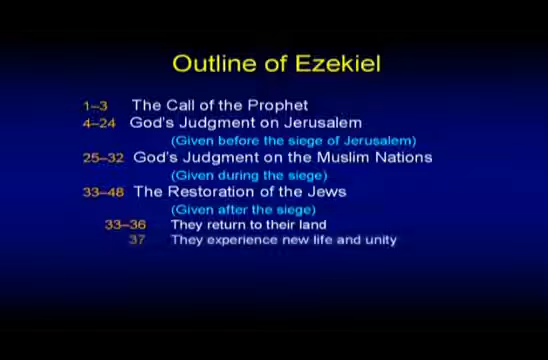 Outline of Ezekiel
1–3 The Call of the Prophet
4–24 God's Judgment on Jerusalem
(Given before the siege of Jerusalem)
25–32 God's Judgment on the Muslim Nations
(Given during the siege)
33–48 The Restoration of the Jews
(Given after the siege)
33–36 They return to their land
37 They experience new life and unity